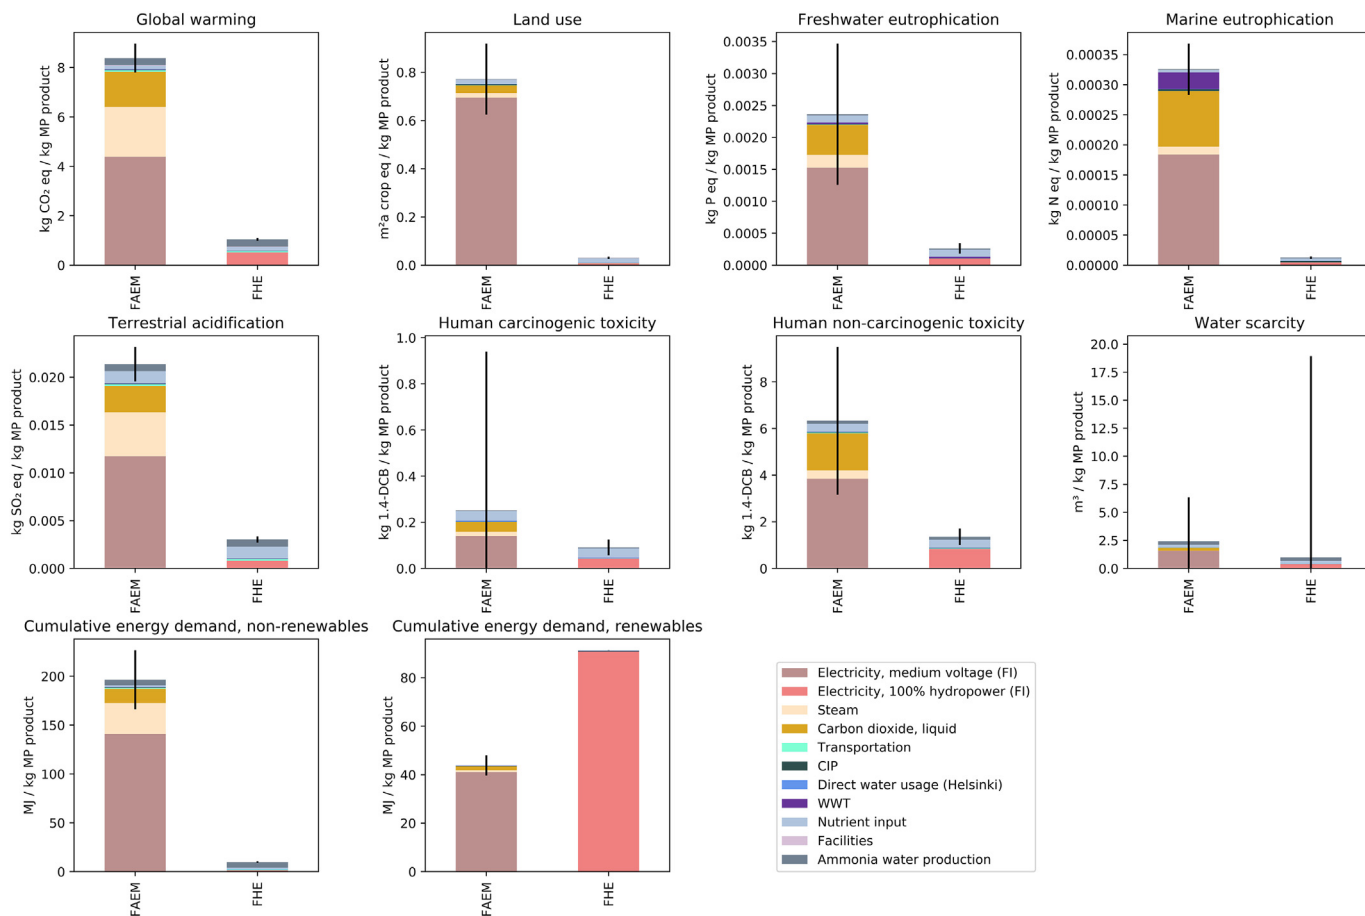 Global warming
kg CO₂ eq / kg MP product
8
6
4
2
0
FAEM
FHE
Land use
m²a crop eq / kg MP product
0.8
0.6
0.4
0.2
0.0
FAEM
FHE
Freshwater eutrophication
kg P eq / kg MP product
0.0035
0.0030
0.0025
0.0020
0.0015
0.0010
0.0005
0.0000
FAEM
FHE
Marine eutrophication
kg N eq / kg MP product
0.00035
0.00030
0.00025
0.00020
0.00015
0.00010
0.00005
0.00000
FAEM
FHE
Terrestrial acidification
kg SO₂ eq / kg MP product
0.020
0.015
0.010
0.005
0.000
FAEM
FHE
Human carcinogenic toxicity
kg 1.4-DCB / kg MP product
1.0
0.8
0.6
0.4
0.2
0.0
FAEM
FHE
Human non-carcinogenic toxicity
kg 1.4-DCB / kg MP product
8
6
4
2
0
FAEM
FHE
Water scarcity
m³ / kg MP product
20.0
17.5
15.0
12.5
10.0
7.5
5.0
2.5
0.0
FAEM
FHE
Cumulative energy demand, non-renewables
MJ / kg MP product
200
150
100
50
0
FAEM
FHE
Cumulative energy demand, renewables
MJ / kg MP product
80
60
40
20
0
FAEM
FHE
Electricity, medium voltage (FI)
Electricity, 100% hydropower (FI)
Steam
Carbon dioxide, liquid
Transportation
CIP
Direct water usage (Helsinki)
WWT
Nutrient input
Facilities
Ammonia water production